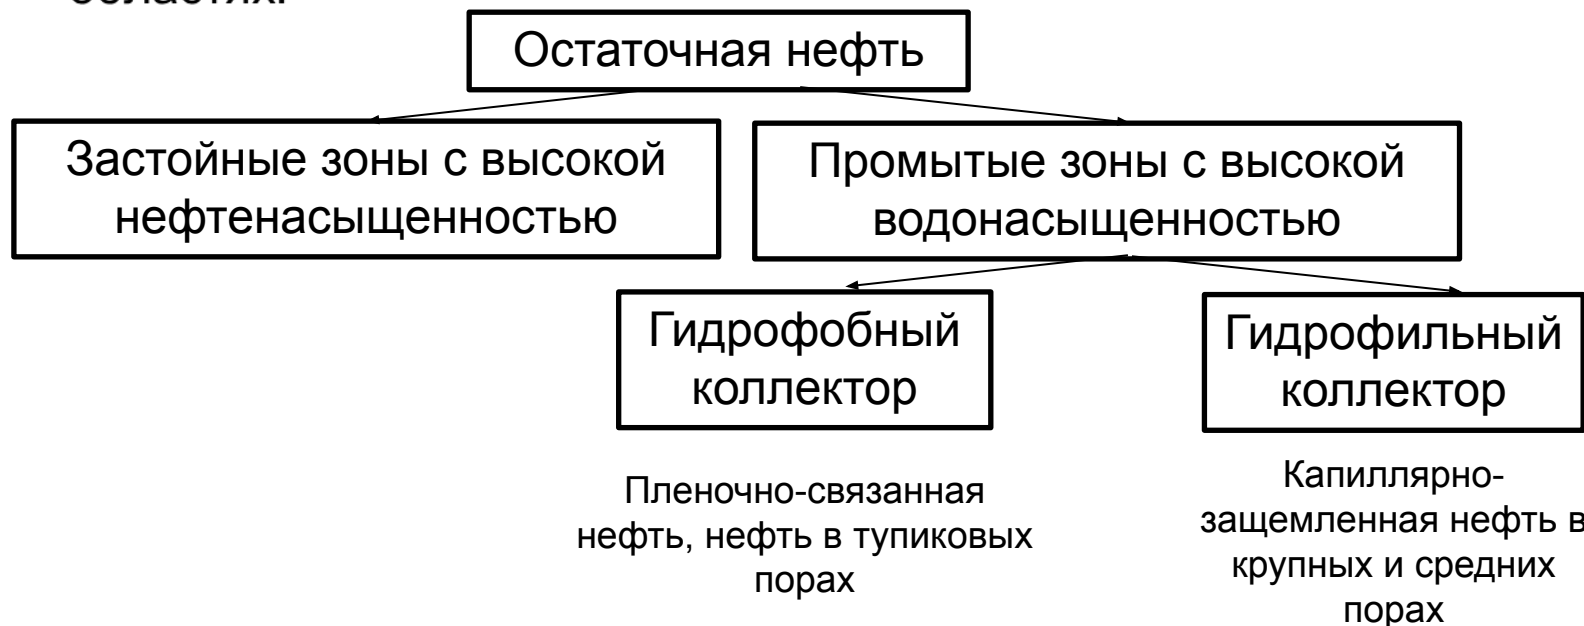 областях.
Остаточная нефть
Застойные зоны с высокой
нефтенасыщенностью
Промытые зоны с высокой
водонасыщенностью
Гидрофобный
коллектор
Гидрофильный
коллектор
Пленочно-связанная
нефть, нефть в тупиковых
порах
Капиллярно-
защемленная нефть в
крупных и средних
порах